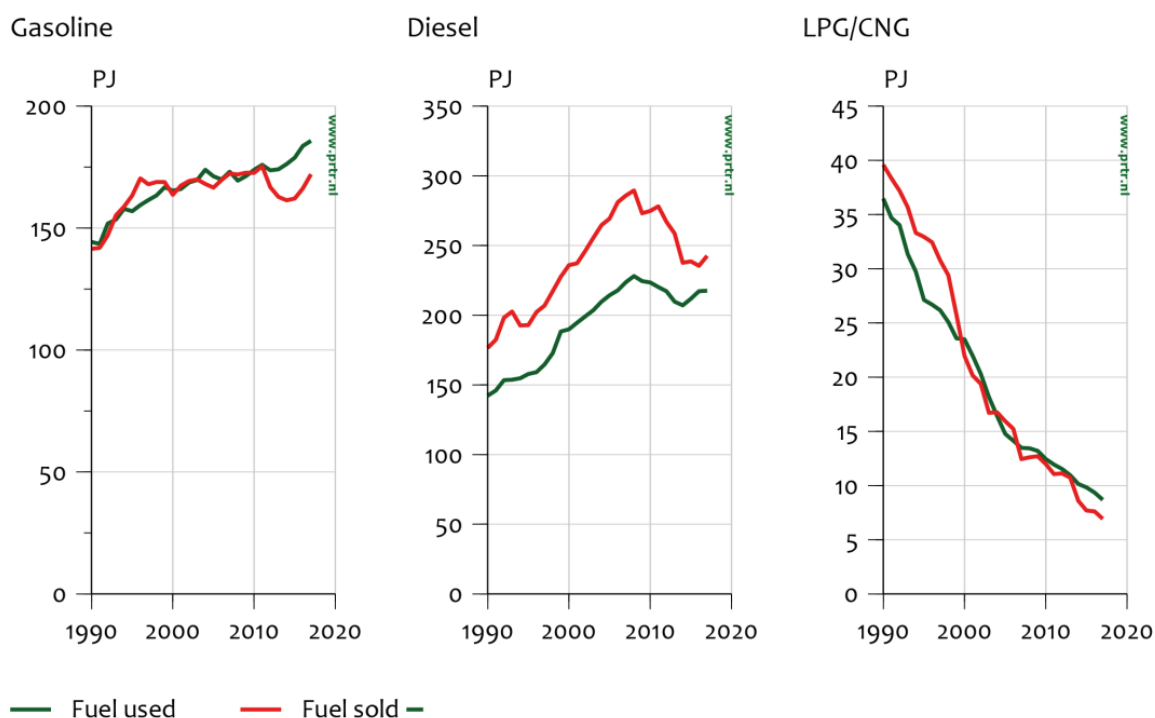 Gasoline Diesel LPG/CNG
PJ PJ PJ
200 350 45
www.prtr.nl www.prtr.nl www.prtr.nl
40
300
35
150
250
30
200
25
100
20
150
15
100
50
10
50
5
0 0 0
1990 2000 2010 2020 1990 2000 2010 2020 1990 2000 2010 2020
Fuel used Fuel sold